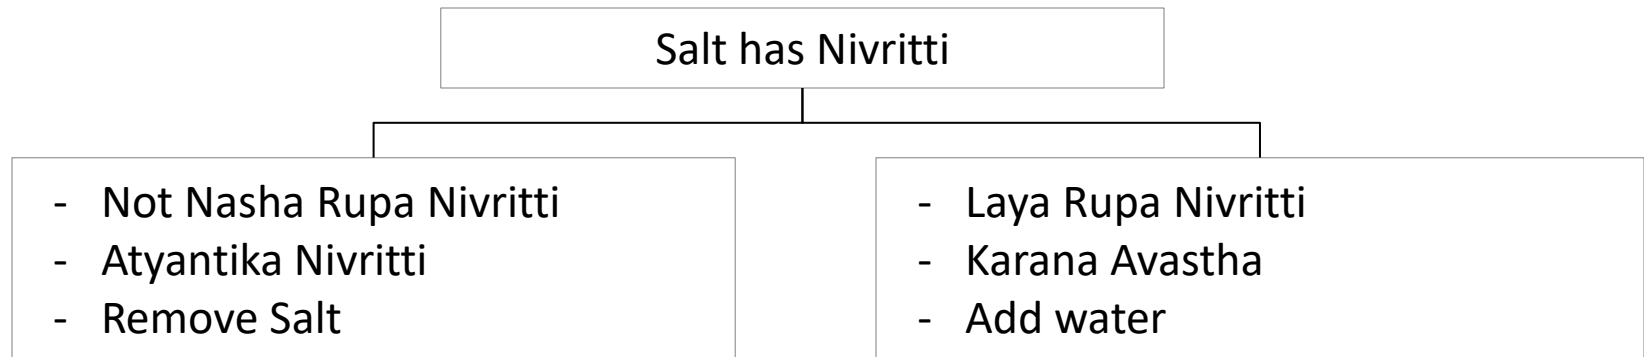 Salt has Nivritti
- Not Nasha Rupa Nivritti
- Atyantika Nivritti
- Remove Salt
- Laya Rupa Nivritti
- Karana Avastha
- Add water